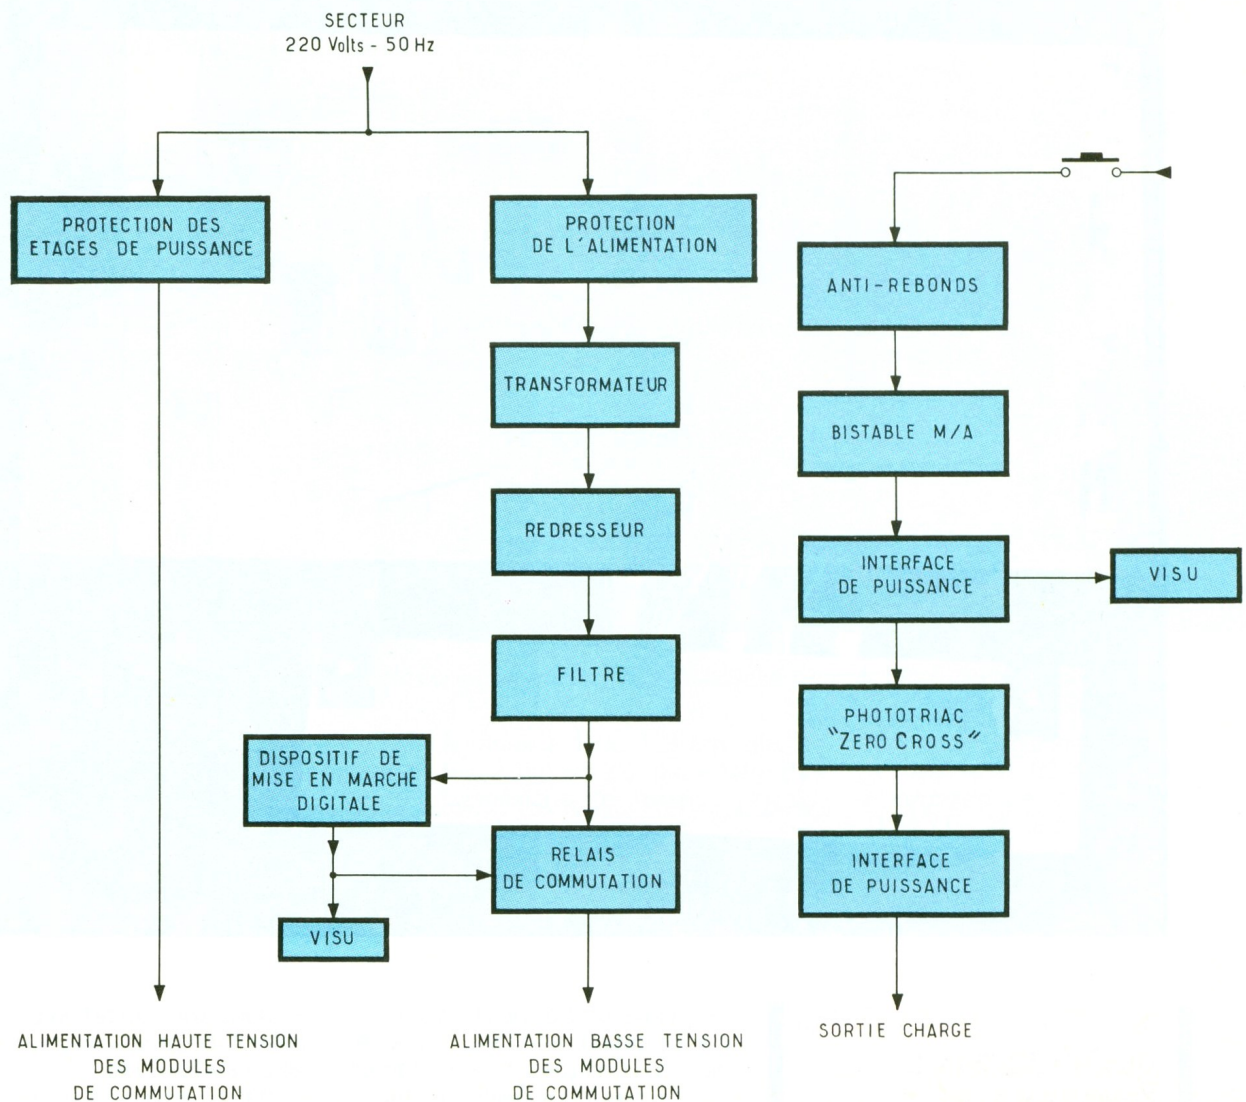 SECTEUR
220 Volts - 50 Hz
PROTECTION DES
ETAGES DE PUISSANCE
PROTECTION
DE L'ALIMENTATION
ANTI-REBONDS
TRANSFORMATEUR
BISTABLE M/A
REDRESSEUR
INTERFACE
DE PUISSANCE
VISU
FILTRE
PHOTOTRIAC
"ZERO CROSS"
DISPOSITIF DE
MISE EN MARCHE
DIGITALE
RELAIS
DE COMMUTATION
INTERFACE
DE PUISSANCE
VISU
ALIMENTATION HAUTE TENSION
DES MODULES
DE COMMUTATION
ALIMENTATION BASSE TENSION
DES MODULES
DE COMMUTATION
SORTIE CHARGE